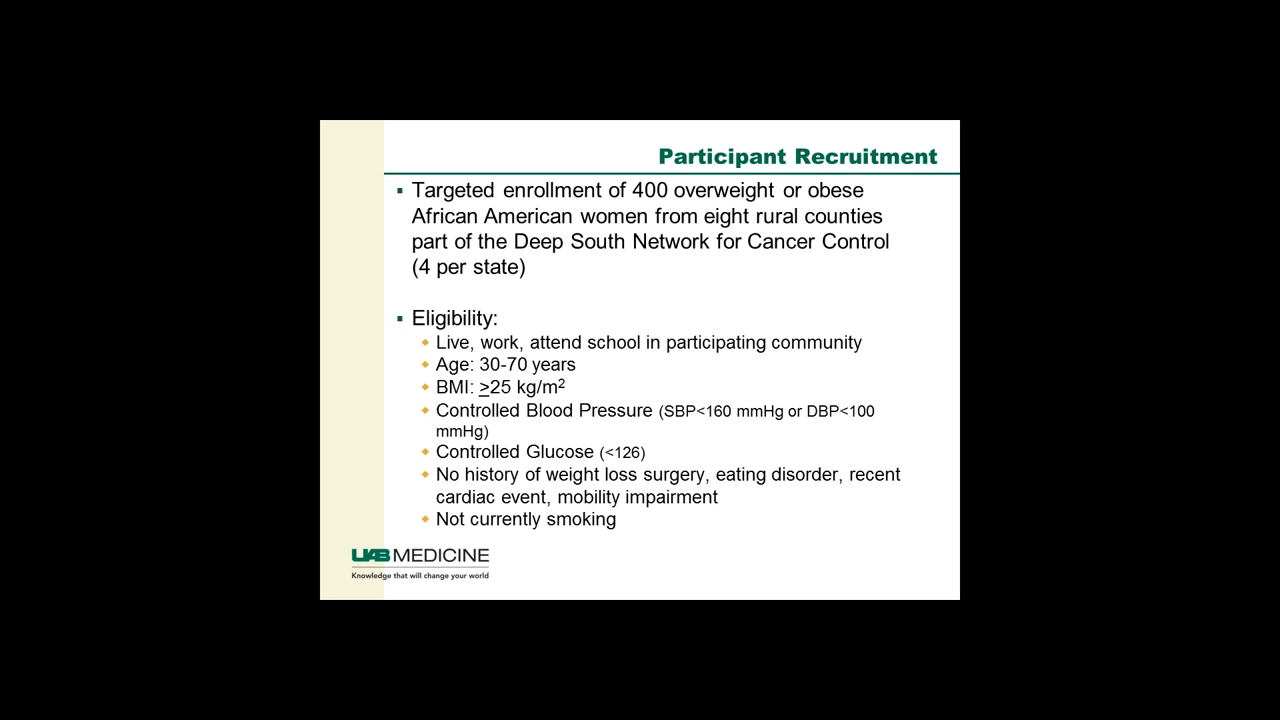 Participant Recruitment
▪ Targeted enrollment of 400 overweight or obese
African American women from eight rural counties
part of the Deep South Network for Cancer Control
(4 per state)
▪ Eligibility:
◆ Live, work, attend school in participating community
◆ Age: 30-70 years
◆ BMI: ≥25 kg/m²
◆ Controlled Blood Pressure (SBP<160 mmHg or DBP<100
mmHg)
◆ Controlled Glucose (<126)
◆ No history of weight loss surgery, eating disorder, recent
cardiac event, mobility impairment
◆ Not currently smoking
UAB MEDICINE
Knowledge that will change your world